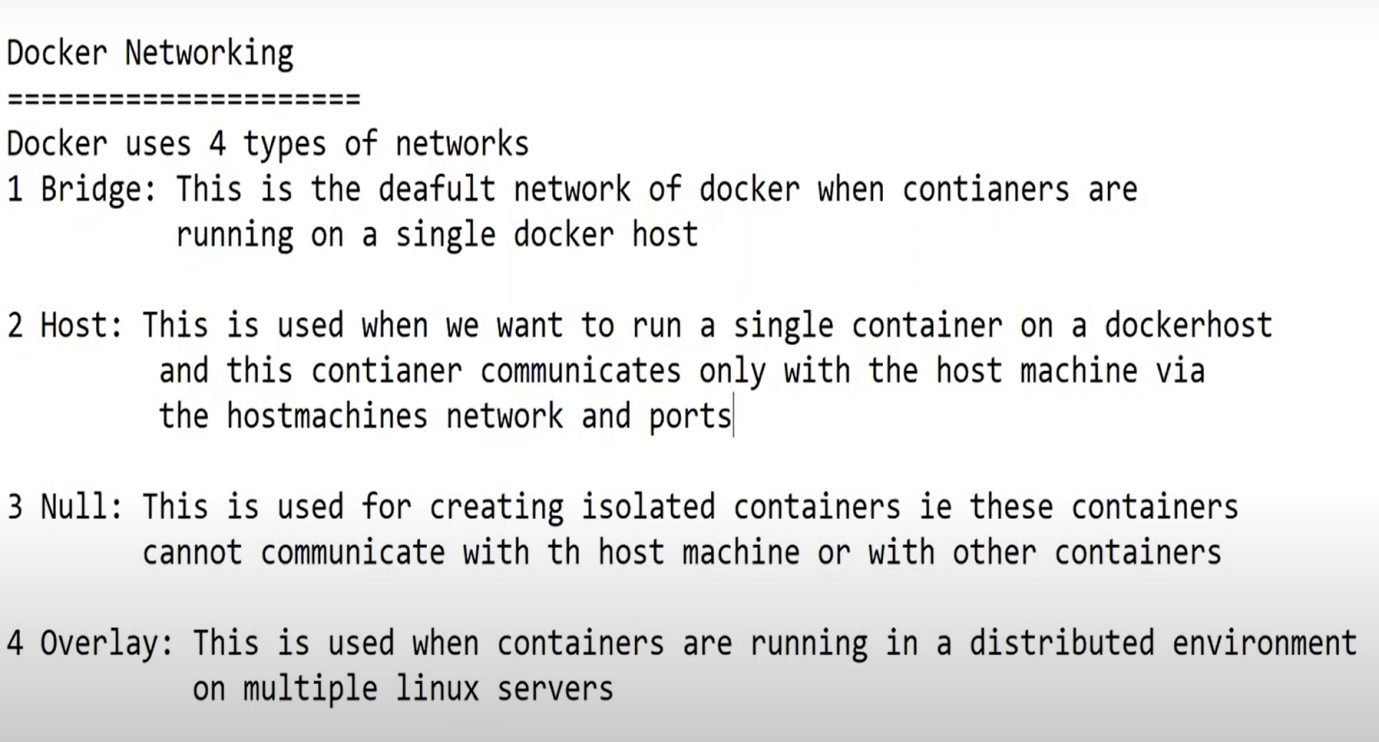 Docker Networking
=====================
Docker uses 4 types of networks
1 Bridge: This is the deafult network of docker when contianers are
running on a single docker host
2 Host: This is used when we want to run a single container on a dockerhost
and this contianer communicates only with the host machine via
the hostmachines network and ports
3 Null: This is used for creating isolated containers ie these containers
cannot communicate with th host machine or with other containers
4 Overlay: This is used when containers are running in a distributed environment
on multiple linux servers